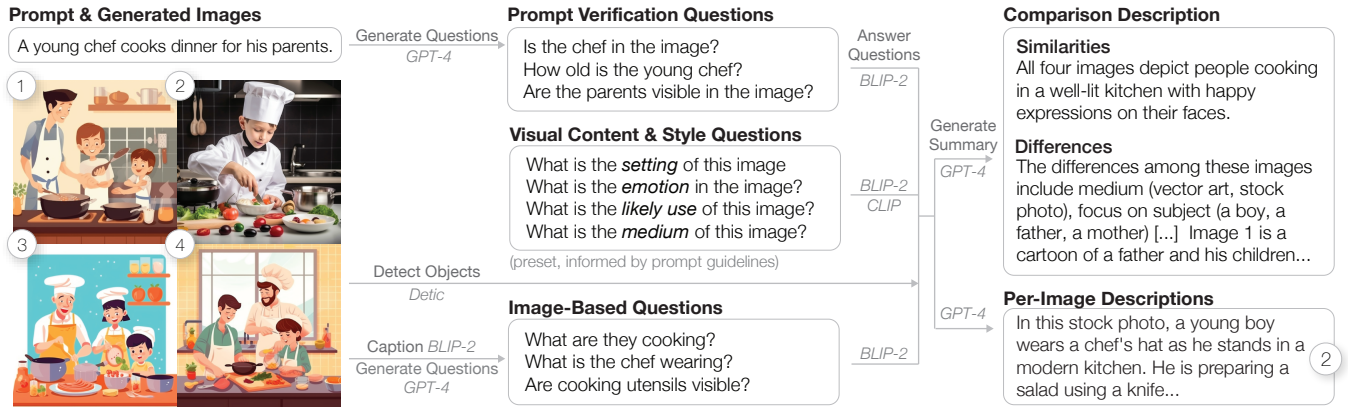 Prompt & Generated Images
A young chef cooks dinner for his parents.
1
2
3
4
Generate Questions
GPT-4
Detect Objects
Detic
Caption BLIP-2
Generate Questions
GPT-4
Prompt Verification Questions
Is the chef in the image?
How old is the young chef?
Are the parents visible in the image?
Visual Content & Style Questions
What is the setting of this image
What is the emotion in the image?
What is the likely use of this image?
What is the medium of this image?
(preset, informed by prompt guidelines)
Image-Based Questions
What are they cooking?
What is the chef wearing?
Are cooking utensils visible?
Answer
Questions
BLIP-2
BLIP-2
CLIP
BLIP-2
Generate
Summary
GPT-4
GPT-4
Comparison Description
Similarities
All four images depict people cooking
in a well-lit kitchen with happy
expressions on their faces.
Differences
The differences among these images
include medium (vector art, stock
photo), focus on subject (a boy, a
father, a mother) [...] Image 1 is a
cartoon of a father and his children...
Per-Image Descriptions
In this stock photo, a young boy
wears a chef's hat as he stands in a
modern kitchen. He is preparing a
salad using a knife...
2